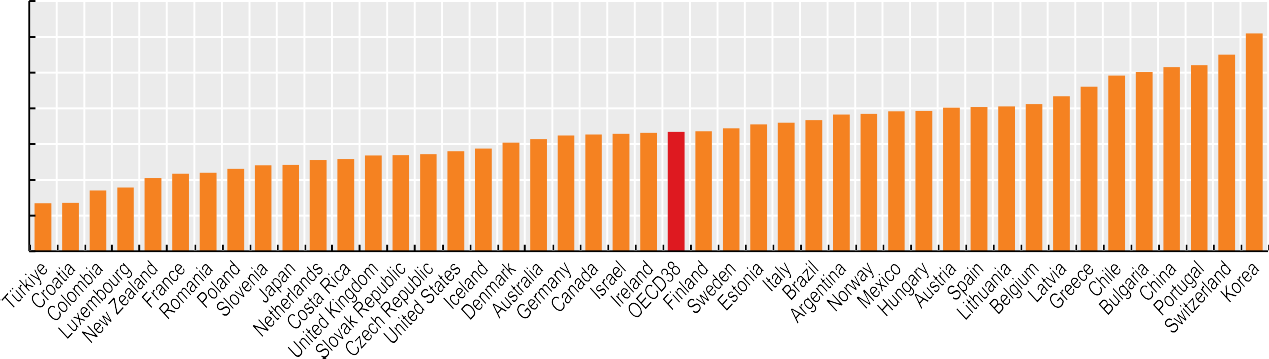 Türkiye
Croatia
Colombia
Luxembourg
New Zealand
France
Romania
Poland
Slovenia
Japan
Netherlands
Costa Rica
United Kingdom
Slovak Republic
Czech Republic
United States
Iceland
Denmark
Australia
Germany
Canada
Israel
Ireland
OECD38
Finland
Sweden
Estonia
Italy
Brazil
Argentina
Norway
Mexico
Hungary
Austria
Spain
Lithuania
Belgium
Latvia
Greece
Chile
Bulgaria
China
Portugal
Switzerland
Korea